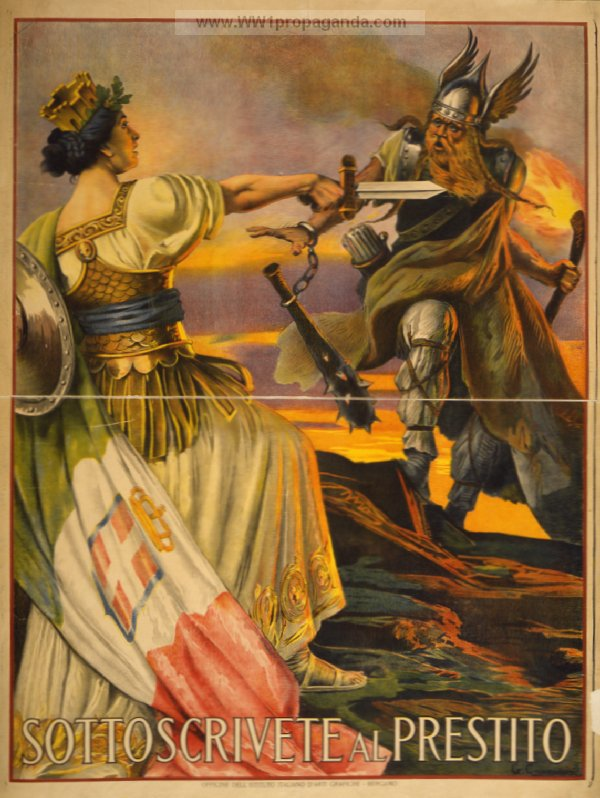 www.WW1propaganda.com
SOTTOSCRIVETE AL PRESTITO
OFFICINE DELL'ISTITUTO ITALIANO D'ARTI GRAFICHE - BERGAMO